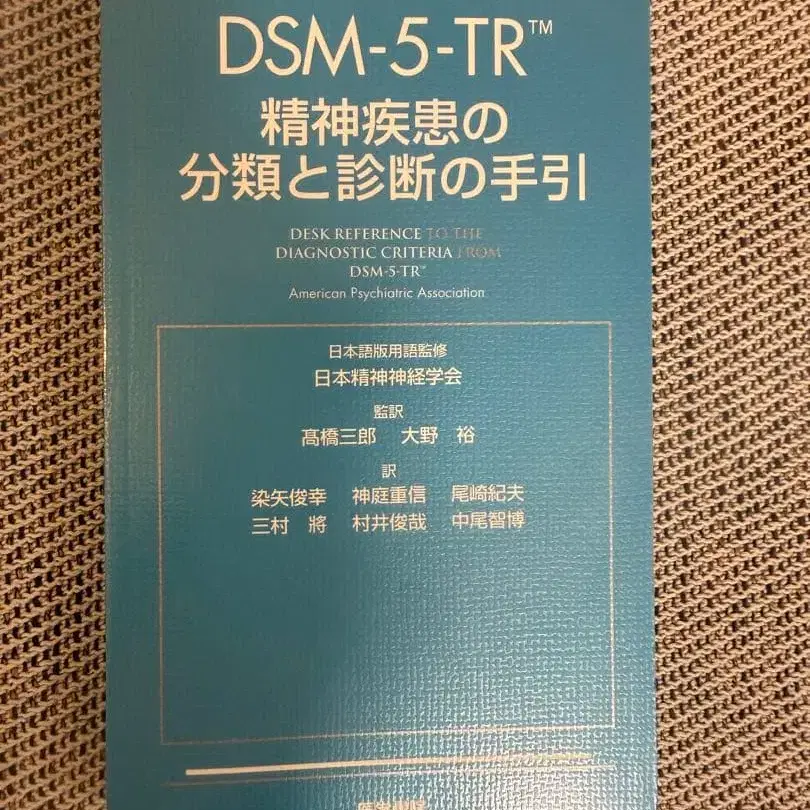 DSM-5-TR™
精神疾患の
分類と診断の手引
DESK REFERENCE TO THE
DIAGNOSTIC CRITERIA FROM
DSM-5-TR™
American Psychiatric Association
日本語版用語監修
日本精神神経学会
監訳
髙橋三郎 大野 裕
訳
染矢俊幸 神庭重信 尾崎紀夫
三村 將 村井俊哉 中尾智博